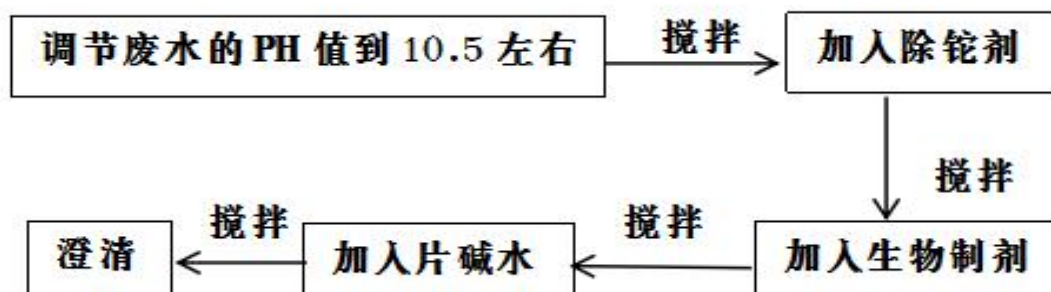 调节废水的PH值到10.5左右
搅拌
加入除铊剂
搅拌
加入生物制剂
搅拌
加入片碱水
搅拌
澄清